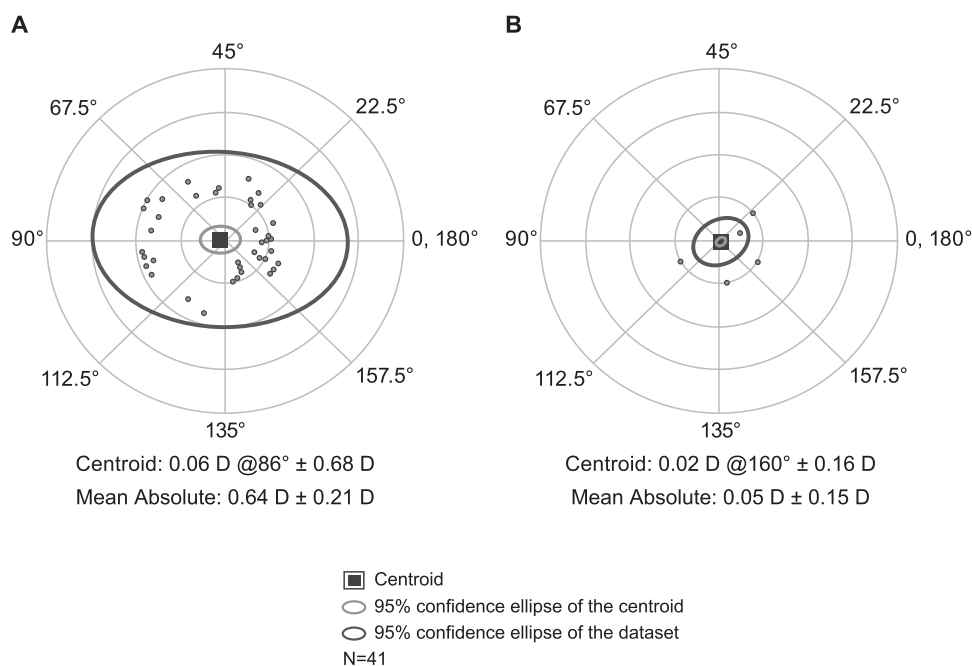 A
B
45°
45°
67.5°
22.5°
67.5°
22.5°
90°
0, 180°
90°
0, 180°
112.5°
157.5°
112.5°
157.5°
135°
135°
Centroid: 0.06 D @86° ± 0.68 D
Mean Absolute: 0.64 D ± 0.21 D
Centroid: 0.02 D @160° ± 0.16 D
Mean Absolute: 0.05 D ± 0.15 D
Centroid
95% confidence ellipse of the centroid
95% confidence ellipse of the dataset
N=41